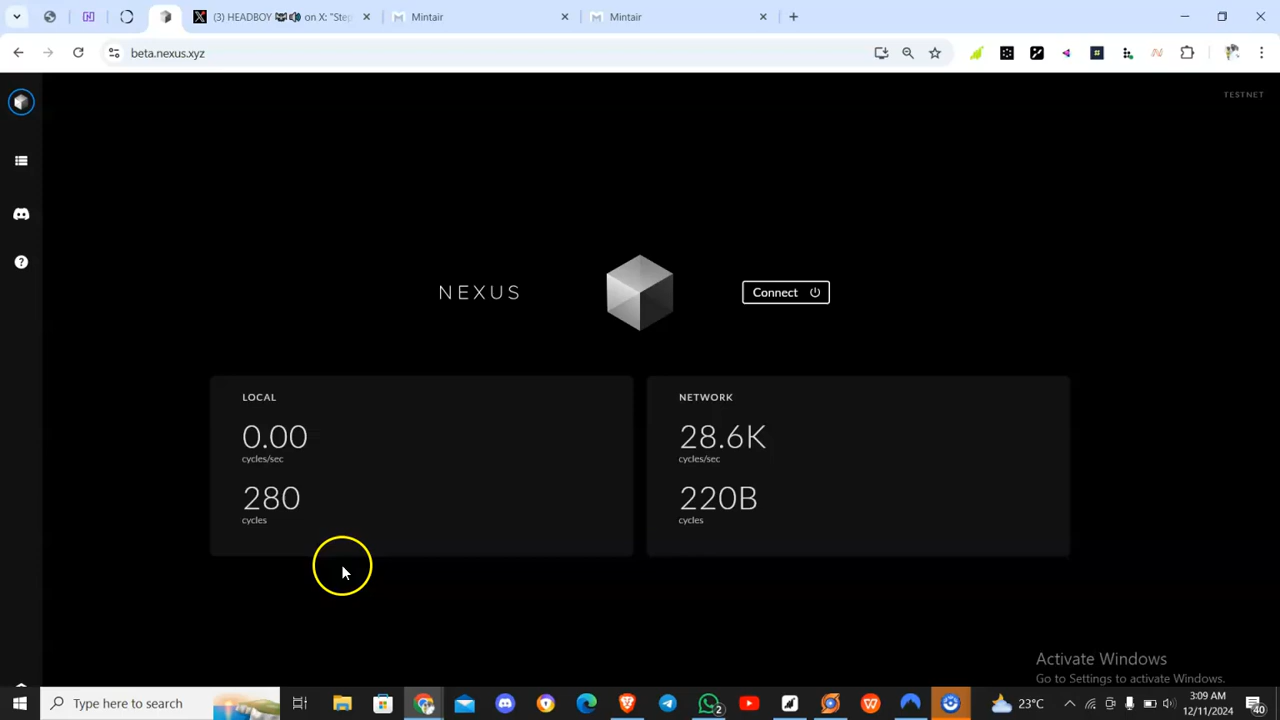 (3) HEADBOY on X: "Step
Mintair
Mintair
beta.nexus.xyz
TESTNET
NEXUS
Connect
LOCAL
0.00
cycles/sec
280
cycles
NETWORK
28.6K
cycles/sec
220B
cycles
Activate Windows
Go to Settings to activate Windows.
Type here to search
2
23°C
3:09 AM
12/11/2024
40